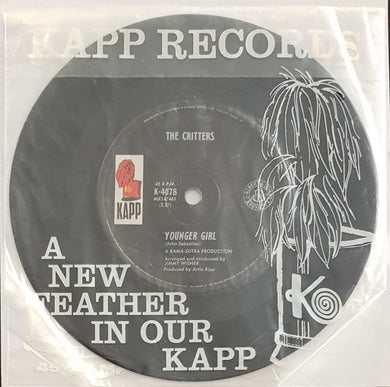 KAPP RECORDS
THE CRITTERS
45 R.P.M.
K-4078
KAPP
YOUNGER GIRL
(John Sebastian)
A KAMA-SUTRA PRODUCTION
Arranged and conducted by
JIMMY WISNER
Produced by Artie Ripp
A
NEW
FEATHER
IN OUR
KAPP
K
45